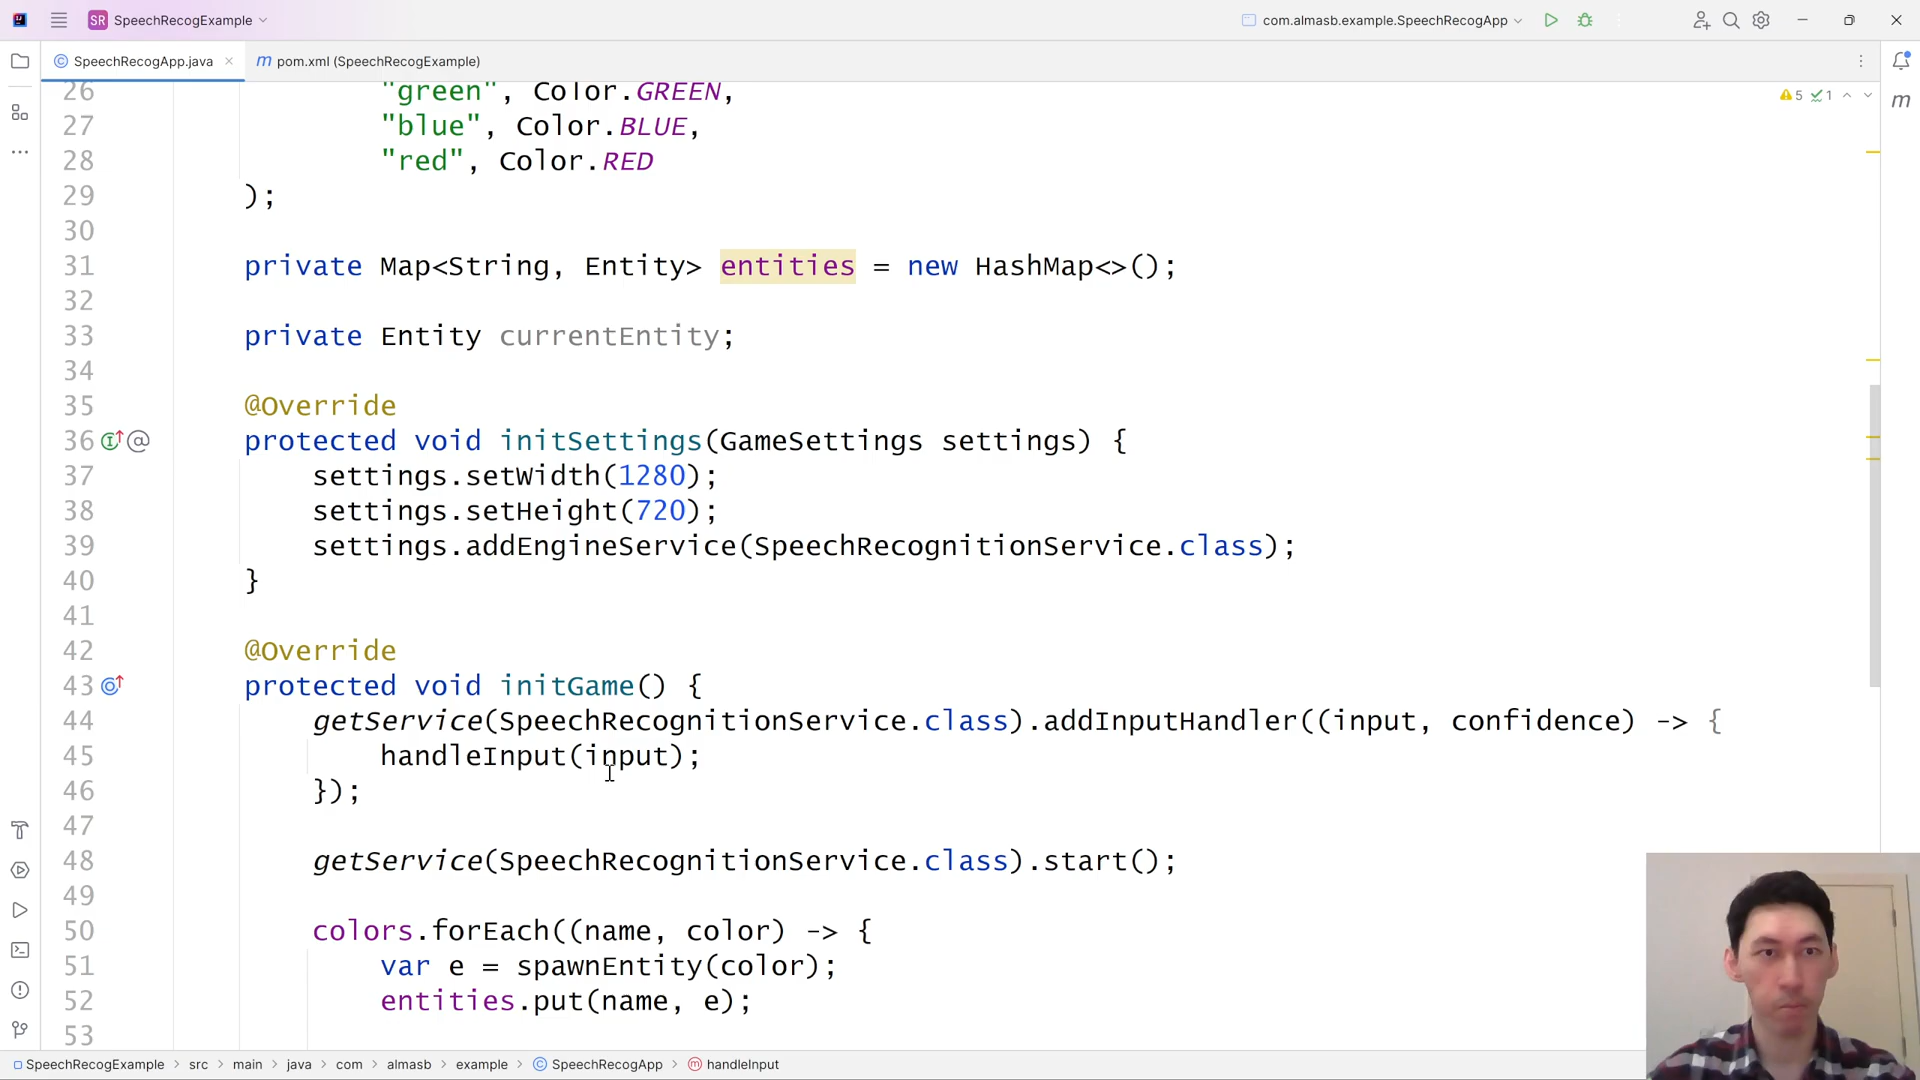 SR SpeechRecogExample
com.almasb.example.SpeechRecogApp
SpeechRecogApp.java
m pom.xml (SpeechRecogExample)
5 1
m
26 "green", Color.GREEN,
27 "blue", Color.BLUE,
28 "red", Color.RED
29 );
30
31 private Map<String, Entity> entities = new HashMap<>();
32
33 private Entity currentEntity;
34
35 @Override
36 protected void initSettings(GameSettings settings) {
37 settings.setWidth(1280);
38 settings.setHeight(720);
39 settings.addEngineService(SpeechRecognitionService.class);
40 }
41
42 @Override
43 protected void initGame() {
44 getService(SpeechRecognitionService.class).addInputHandler((input, confidence) -> {
45 handleInput(input);
46 });
47
48 getService(SpeechRecognitionService.class).start();
49
50 colors.forEach((name, color) -> {
51 var e = spawnEntity(color);
52 entities.put(name, e);
53
SpeechRecogExample > src > main > java > com > almasb > example > SpeechRecogApp > handleInput